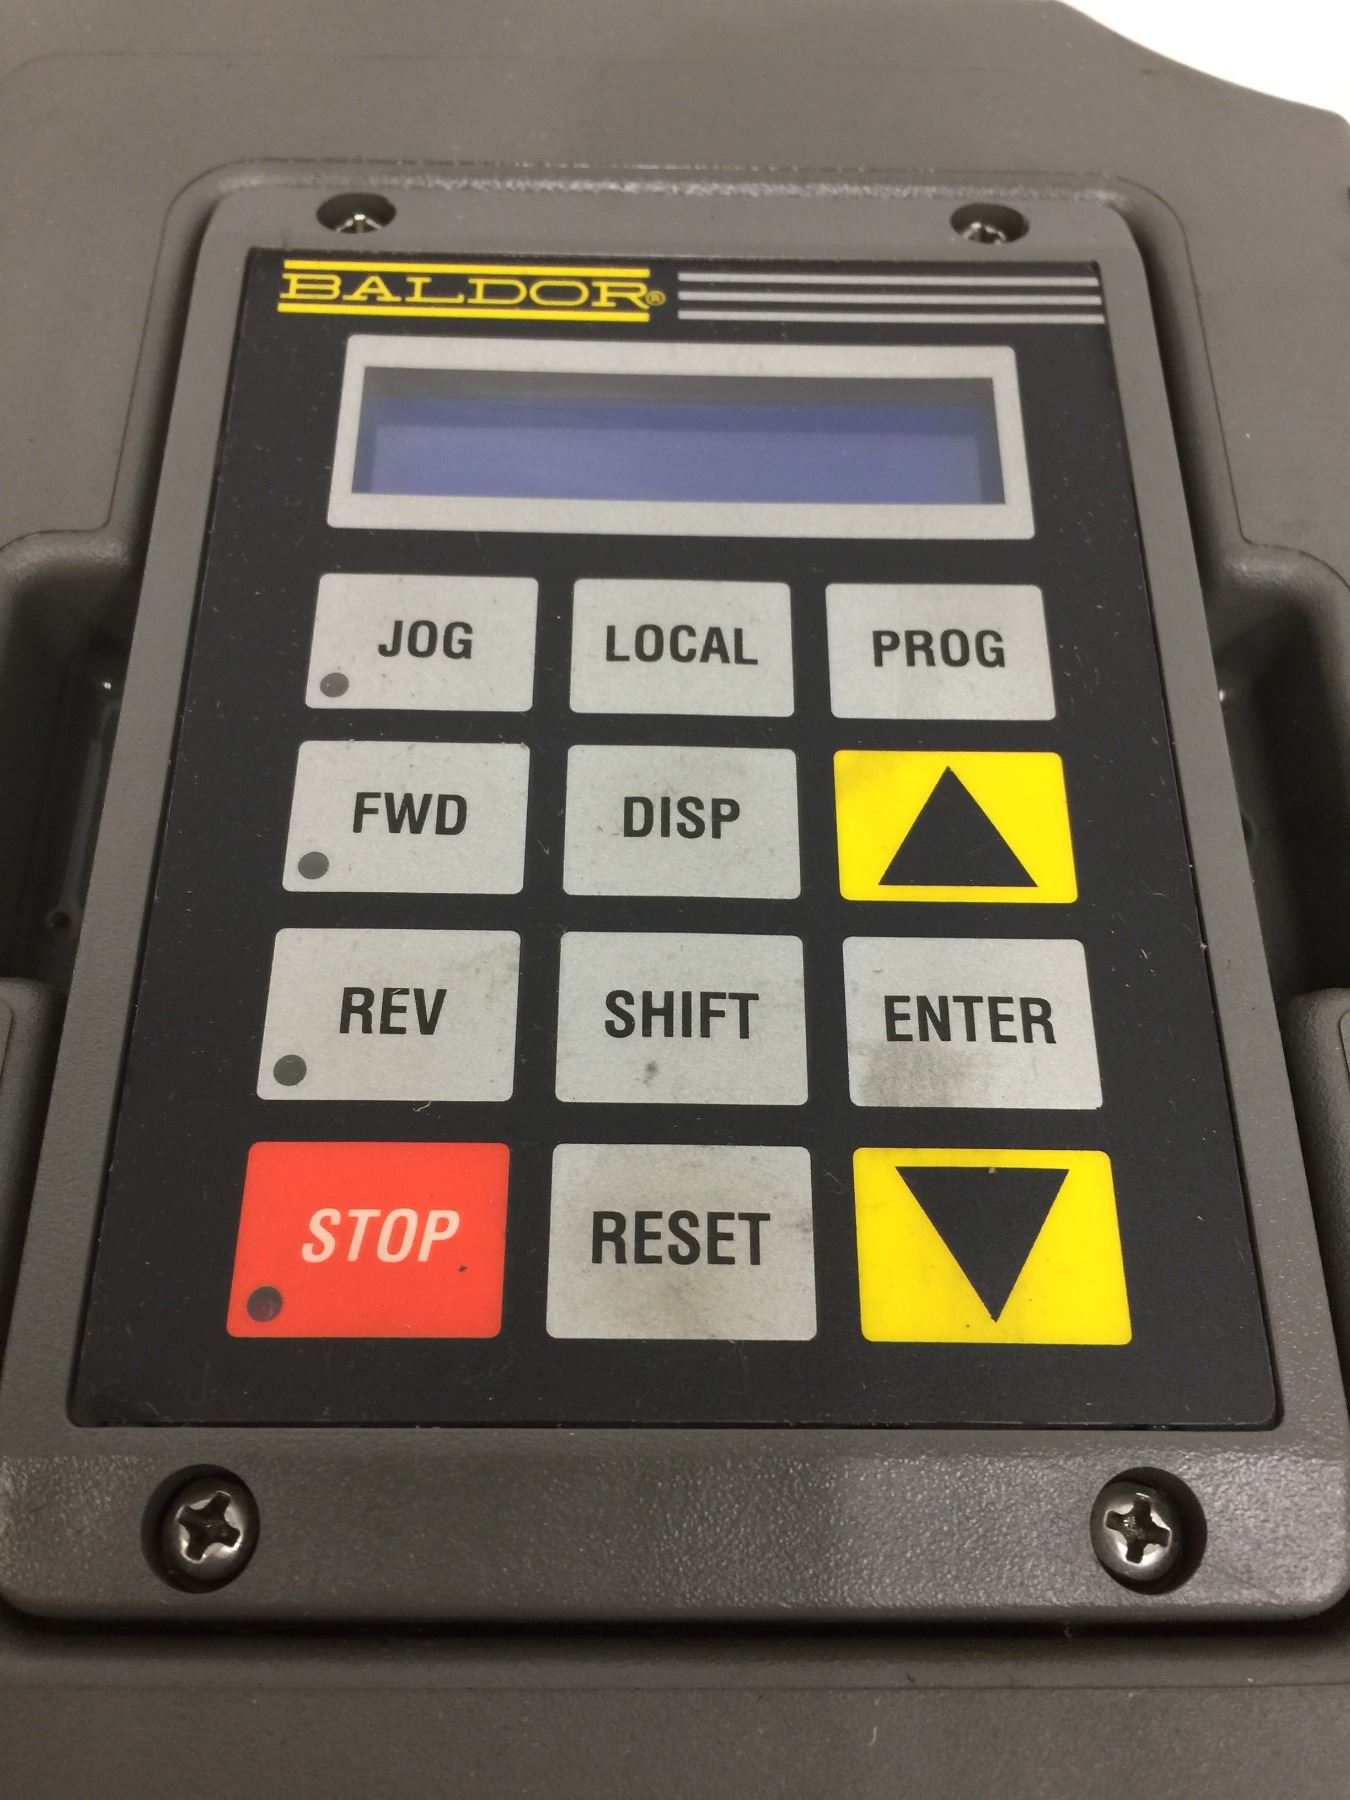 BALDOR®
JOG LOCAL PROG
FWD DISP
REV SHIFT ENTER
STOP RESET